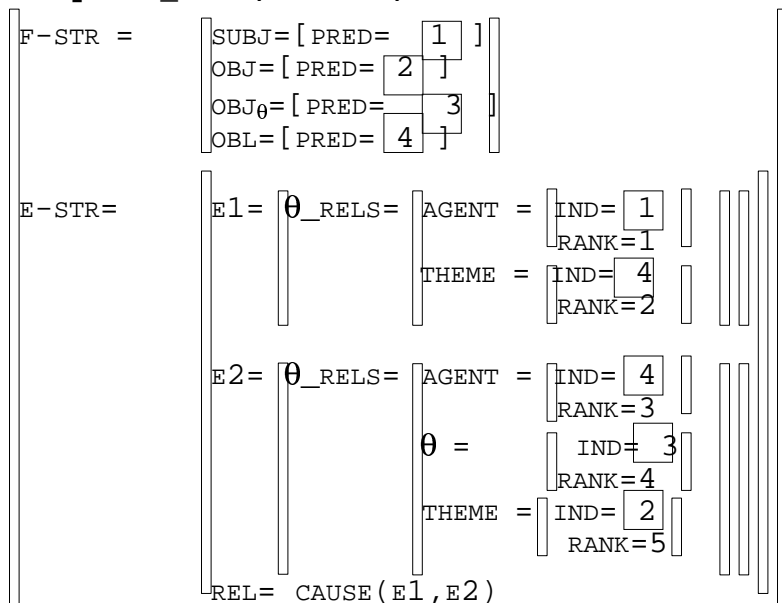 F-STR = SUBJ=[PRED= 1 ]
OBJ=[PRED= 2 ]
OBJθ=[PRED= 3 ]
OBL=[PRED= 4 ]
E-STR= E1= θ_RELS= AGENT = IND= 1
RANK=1
THEME = IND= 4
RANK=2
E2= θ_RELS= AGENT = IND= 4
RANK=3
θ = IND= 3
RANK=4
THEME = IND= 2
RANK=5
REL= CAUSE(E1,E2)